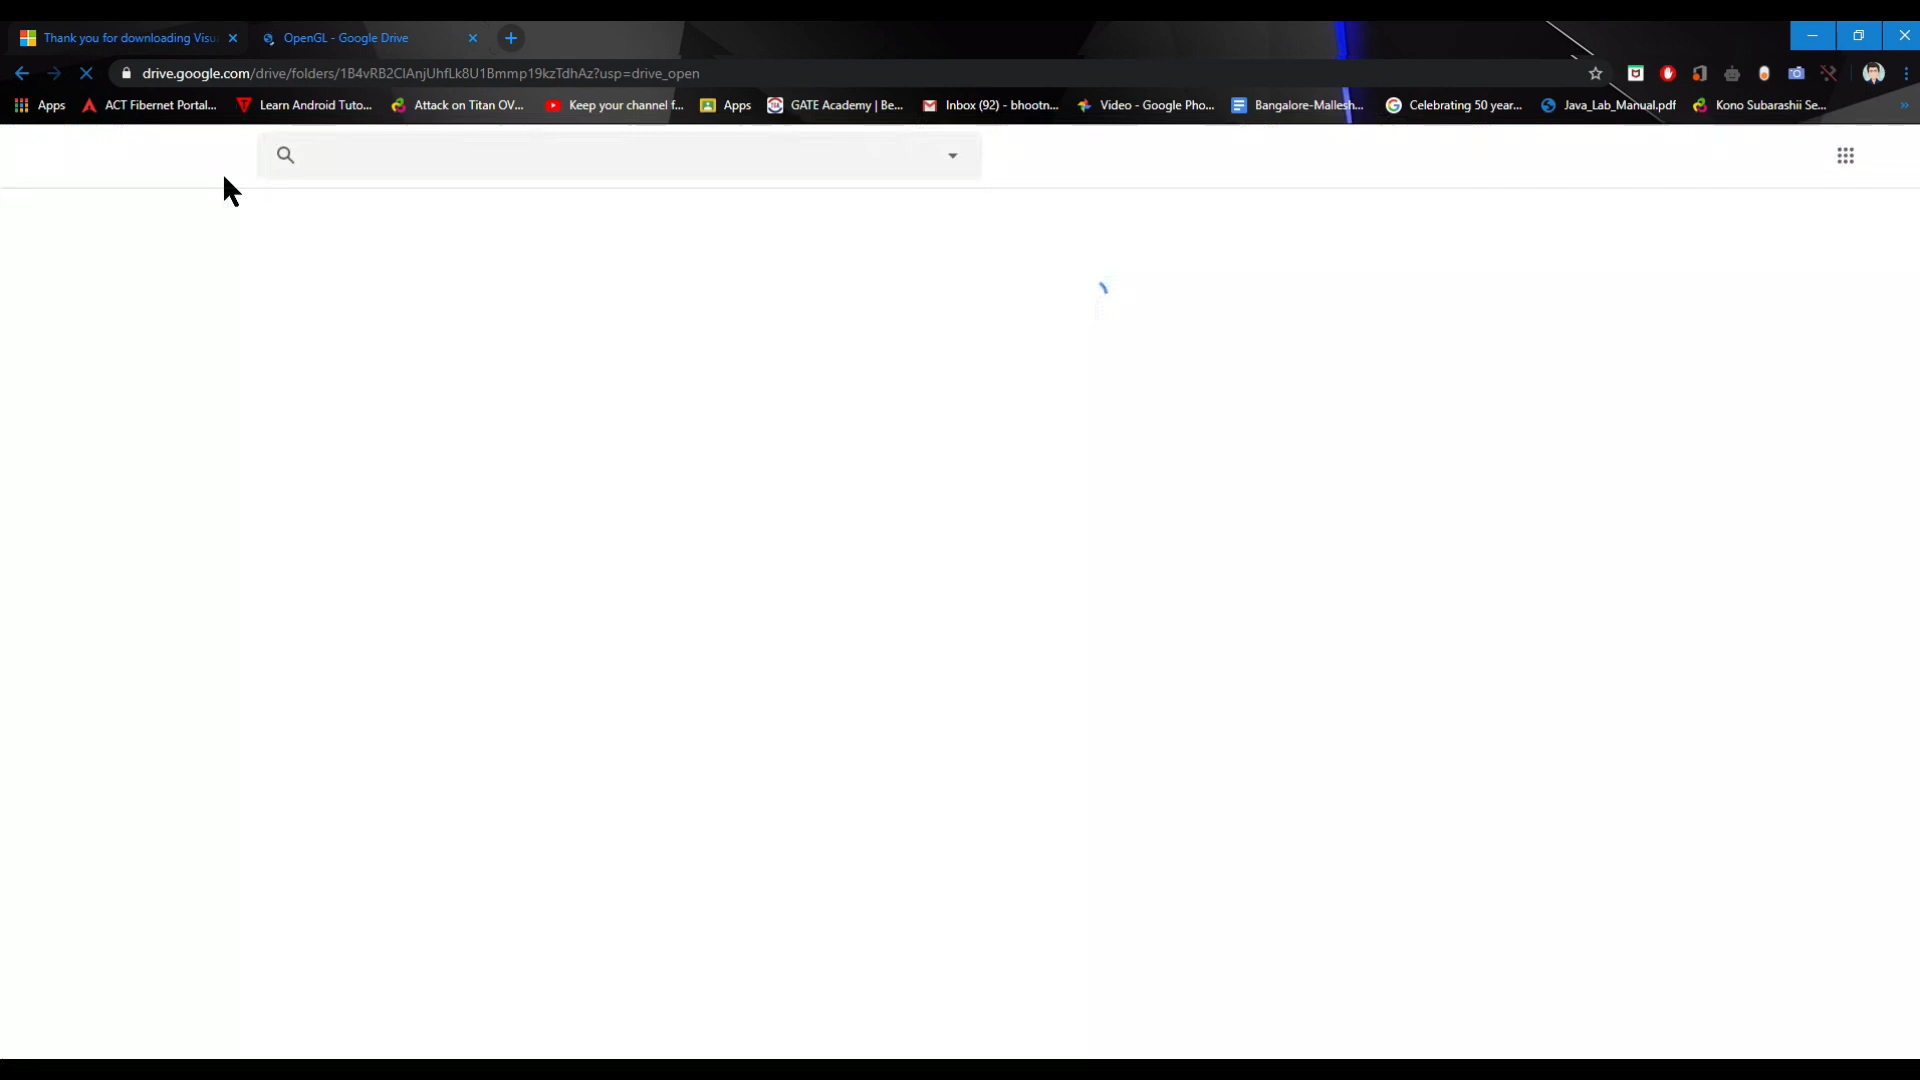 Thank you for downloading Visu
OpenGL - Google Drive
drive.google.com/drive/folders/1B4vRB2ClAnjUhfLk8U1Bmmp19kzTdhAz?usp=drive_open
Apps ACT Fibernet Portal... Learn Android Tuto... Attack on Titan OV... Keep your channel f... Apps GATE Academy | Be... Inbox (92) - bhootn... Video - Google Pho... Bangalore-Mallesh... Celebrating 50 year... Java_Lab_Manual.pdf Kono Subarashii Se...